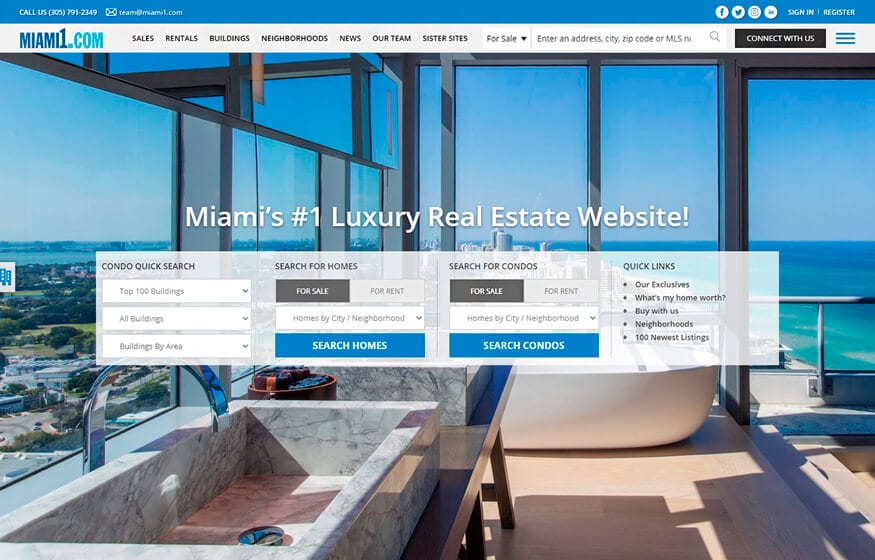 CALL US (305) 791-2349 team@miami1.com SIGN IN | REGISTER
MIAMI1.COM SALES RENTALS BUILDINGS NEIGHBORHOODS NEWS OUR TEAM SISTER SITES For Sale Enter an address, city, zip code or MLS CONNECT WITH US
Miami's #1 Luxury Real Estate Website!
CONDO QUICK SEARCH
Top 100 Buildings
All Buildings
Buildings By Area
SEARCH FOR HOMES
FOR SALE FOR RENT
Homes by City / Neighborhood
SEARCH HOMES
SEARCH FOR CONDOS
FOR SALE FOR RENT
Homes by City / Neighborhood
SEARCH CONDOS
QUICK LINKS
Our Exclusives
What's my home worth?
Buy with us
Neighborhoods
100 Newest Listings